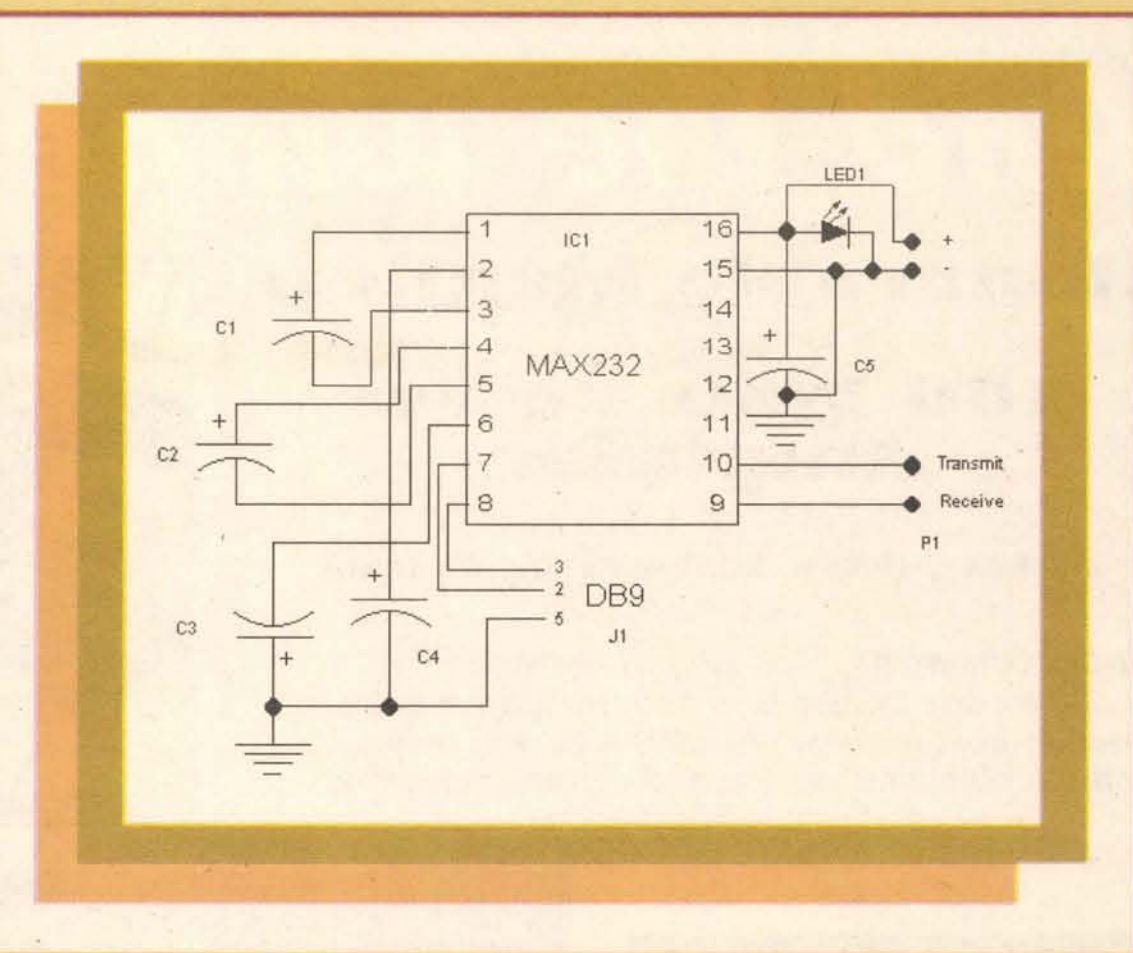 LED1
1
IC1
16
+
2
15
-
+
3
14
C1
4
MAX232
13
+
C5
5
12
+
6
11
C2
7
10
Transmit
8
9
Receive
P1
3
+
2
DB9
5
J1
C3
+
C4